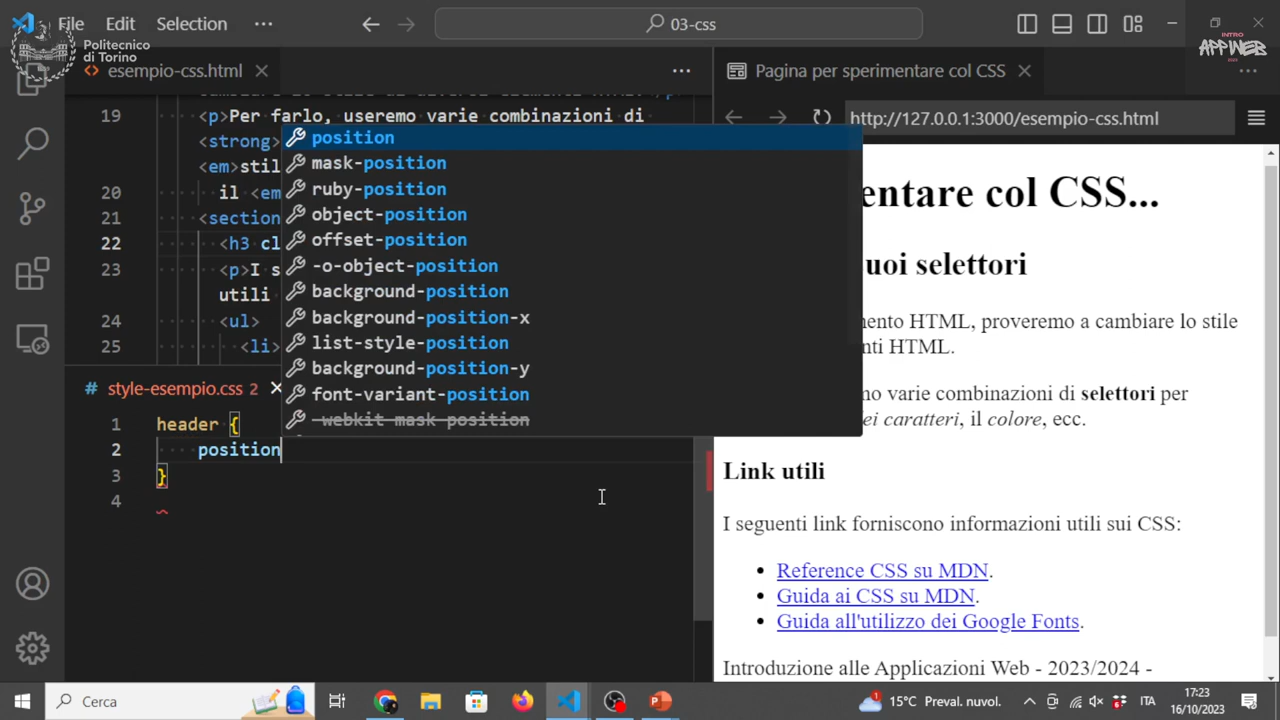 File Edit Selection ··· 03-css
Politecnico
di Torino
INTRO
APPIWEB
esempio-css.html
Pagina per sperimentare col CSS
http://127.0.0.1:3000/esempio-css.html
19 <p>Per farlo, useremo varie combinazioni di
<strong>
<em>stil
20 il <em
21 <section
22 <h3 cl
23 <p>I s
utili
24 <ul>
25 <li>
position
mask-position
ruby-position
object-position
offset-position
-o-object-position
background-position
background-position-x
list-style-position
background-position-y
font-variant-position
-webkit-mask-position
# style-esempio.css 2
1 header {
2 position
3 }
4
entare col CSS...
uoi selettori
ento HTML, proveremo a cambiare lo stile
nti HTML.
no varie combinazioni di selettori per
ei caratteri, il colore, ecc.
Link utili
I seguenti link forniscono informazioni utili sui CSS:
• Reference CSS su MDN.
• Guida ai CSS su MDN.
• Guida all'utilizzo dei Google Fonts.
Introduzione alle Applicazioni Web - 2023/2024 -
Cerca
15°C Preval. nuvol.
ITA
17:23
16/10/2023